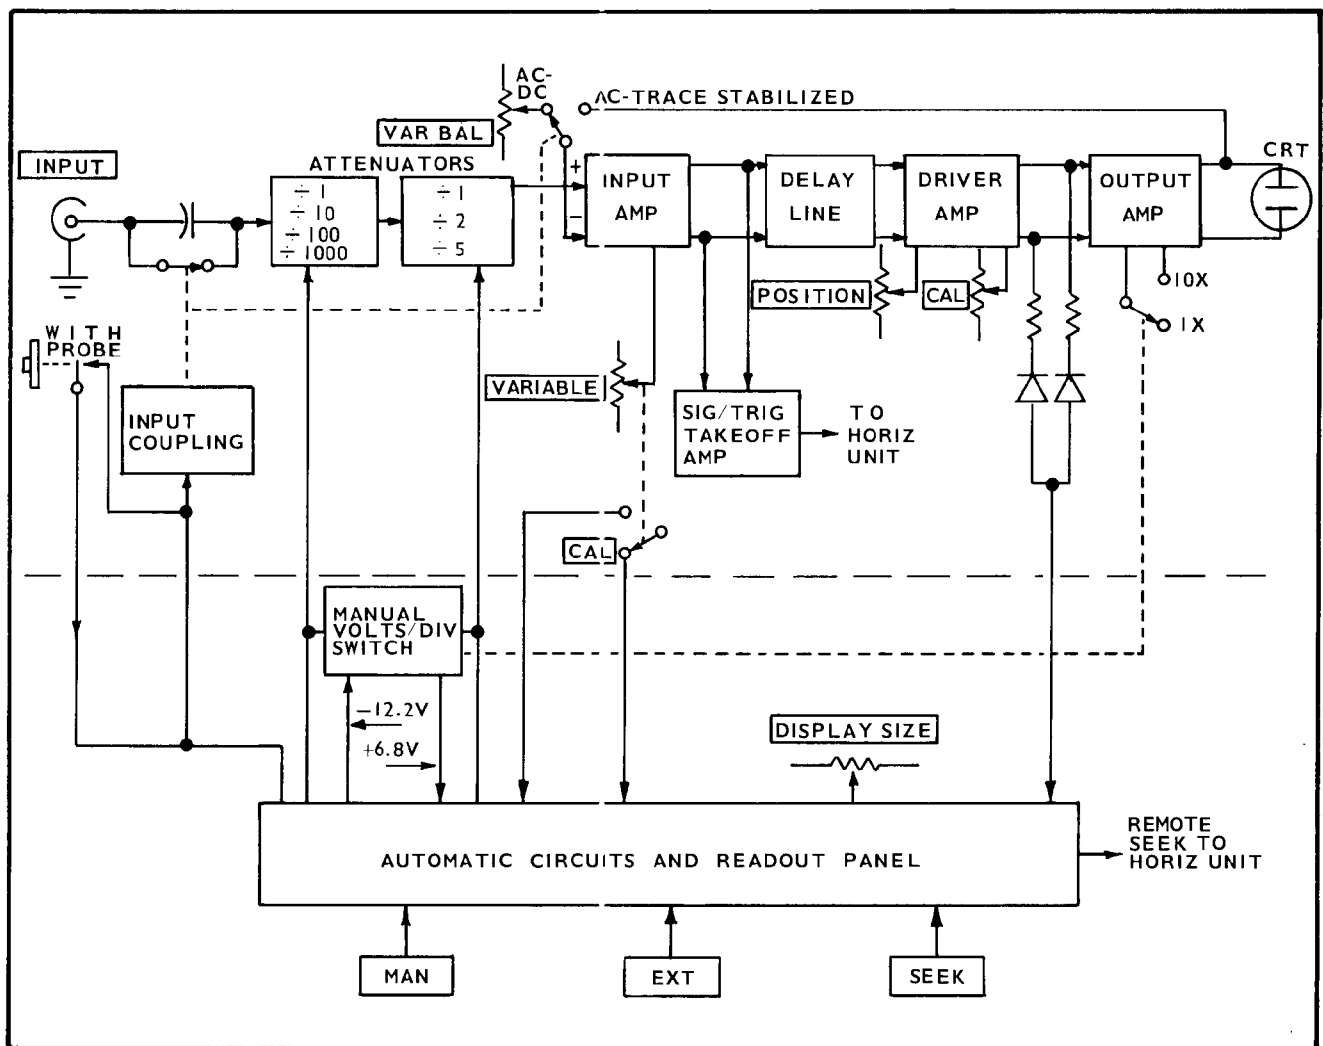 AC-
DC
AC-TRACE STABILIZED
VAR BAL
INPUT
ATTENUATORS
÷ 1
÷ 10
÷ 100
÷ 1000
÷ 1
÷ 2
÷ 5
+
−
INPUT
AMP
DELAY
LINE
DRIVER
AMP
OUTPUT
AMP
CRT
POSITION
CAL
10X
1X
WITH
PROBE
INPUT
COUPLING
VARIABLE
SIG/TRIG
TAKEOFF
AMP
TO
HORIZ
UNIT
CAL
MANUAL
VOLTS/DIV
SWITCH
−12.2V
+6.8V
DISPLAY SIZE
AUTOMATIC CIRCUITS AND READOUT PANEL
REMOTE
SEEK TO
HORIZ UNIT
MAN
EXT
SEEK